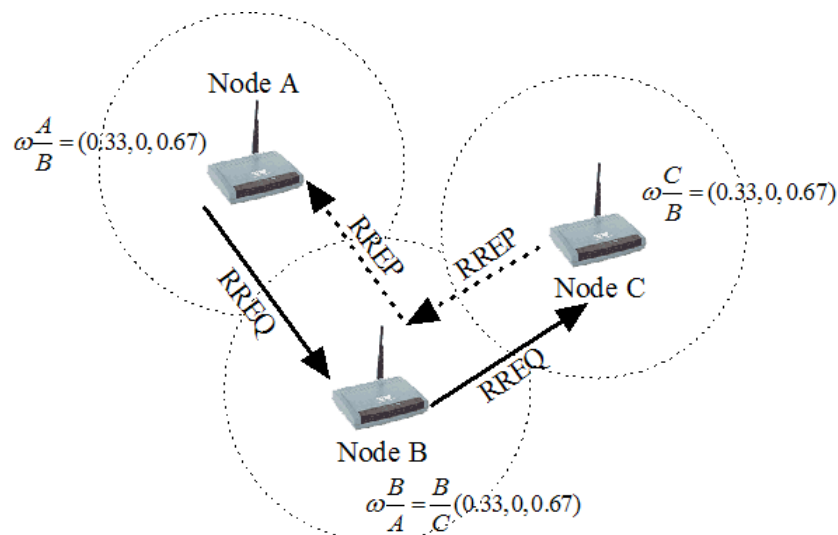 Node A
ω A/B = (0.33, 0, 0.67)
ω C/B = (0.33, 0, 0.67)
RREP
RREP
RREQ
Node C
RREQ
Node B
ω B/A = B/C (0.33, 0, 0.67)